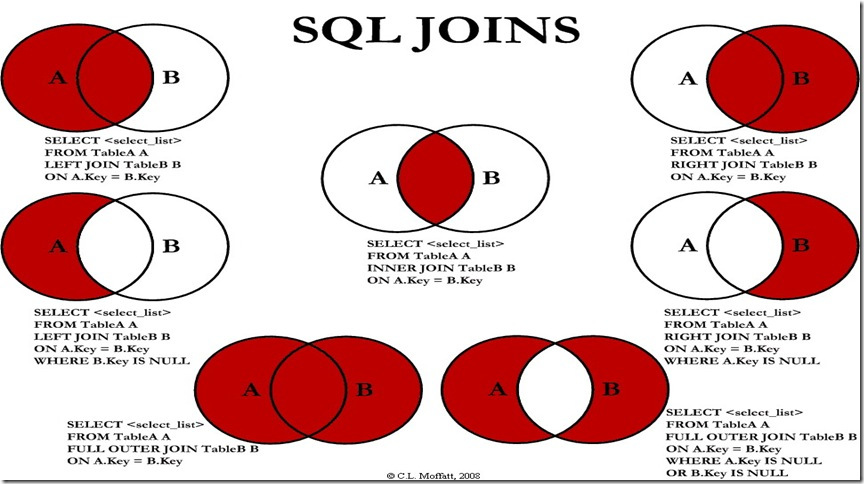 SQL JOINS
A
B
SELECT <select_list>
FROM TableA A
LEFT JOIN TableB B
ON A.Key = B.Key
A
B
SELECT <select_list>
FROM TableA A
INNER JOIN TableB B
ON A.Key = B.Key
A
B
SELECT <select_list>
FROM TableA A
RIGHT JOIN TableB B
ON A.Key = B.Key
A
B
SELECT <select_list>
FROM TableA A
LEFT JOIN TableB B
ON A.Key = B.Key
WHERE B.Key IS NULL
A
B
SELECT <select_list>
FROM TableA A
RIGHT JOIN TableB B
ON A.Key = B.Key
WHERE A.Key IS NULL
A
B
SELECT <select_list>
FROM TableA A
FULL OUTER JOIN TableB B
ON A.Key = B.Key
A
B
SELECT <select_list>
FROM TableA A
FULL OUTER JOIN TableB B
ON A.Key = B.Key
WHERE A.Key IS NULL
OR B.Key IS NULL
© C.L. Moffatt, 2008